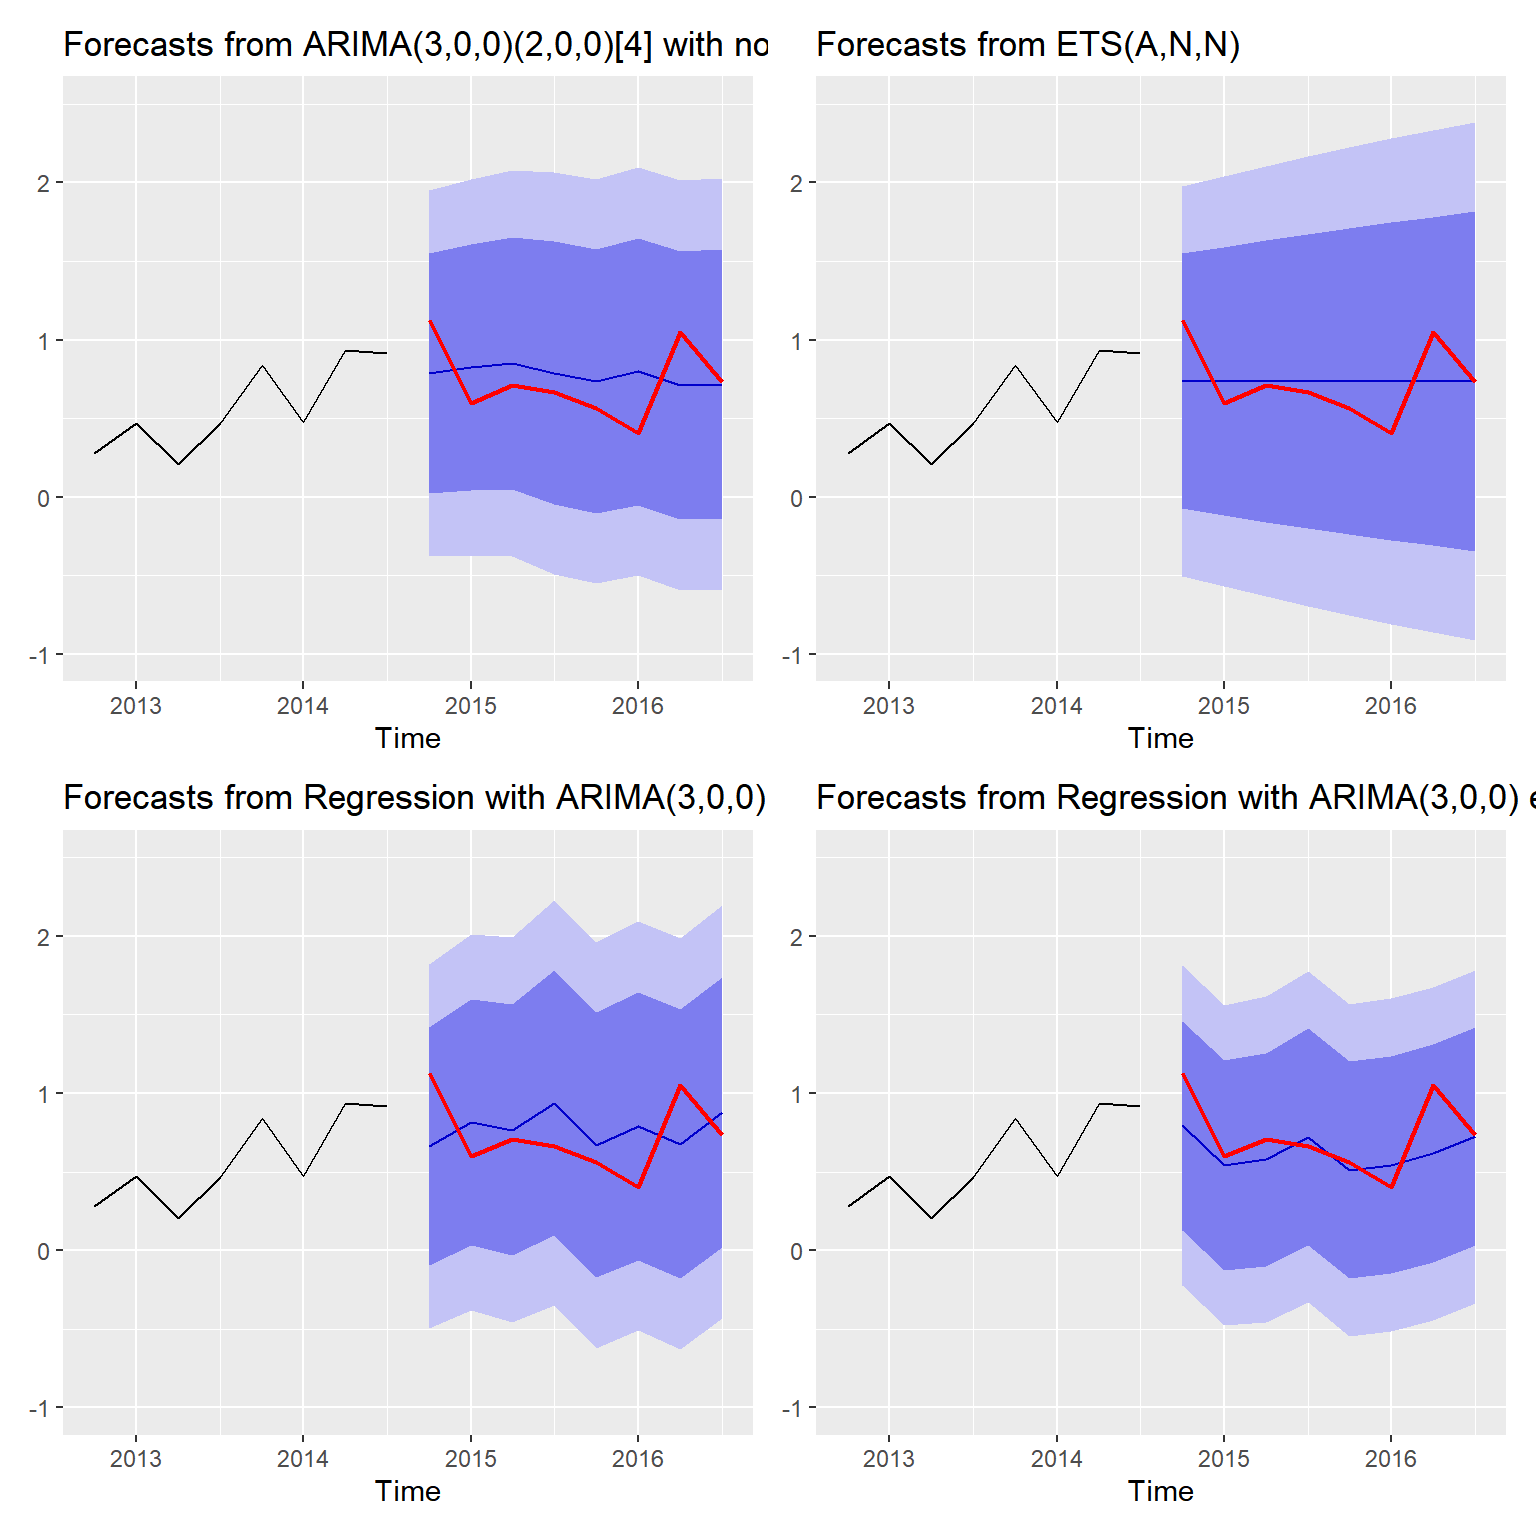 Forecasts from ARIMA(3,0,0)(2,0,0)[4] with no
2
1
0
-1
2013 2014 2015 2016
Time
Forecasts from ETS(A,N,N)
2
1
0
-1
2013 2014 2015 2016
Time
Forecasts from Regression with ARIMA(3,0,0)
2
1
0
-1
2013 2014 2015 2016
Time
Forecasts from Regression with ARIMA(3,0,0) e
2
1
0
-1
2013 2014 2015 2016
Time